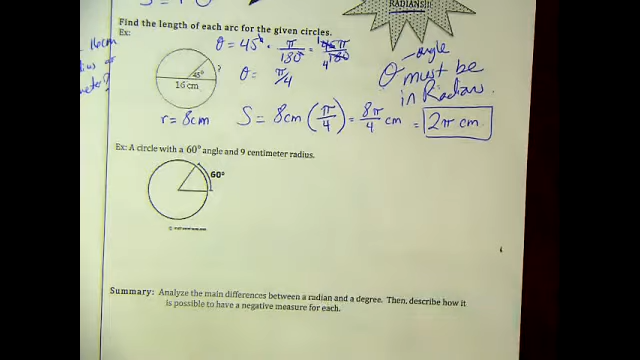 RADIANS!!
Find the length of each arc for the given circles.
Ex:
16cm
θ = 45° · π/180° = 45π/180
1
4
θ = π/4
angle
θ must be
in Radian
?
45°
16 cm
r = 8cm
S = 8cm (π/4) = 8π/4 cm = 2π cm
Ex: A circle with a 60° angle and 9 centimeter radius.
60°
Summary: Analyze the main differences between a radian and a degree. Then, describe how it
is possible to have a negative measure for each.